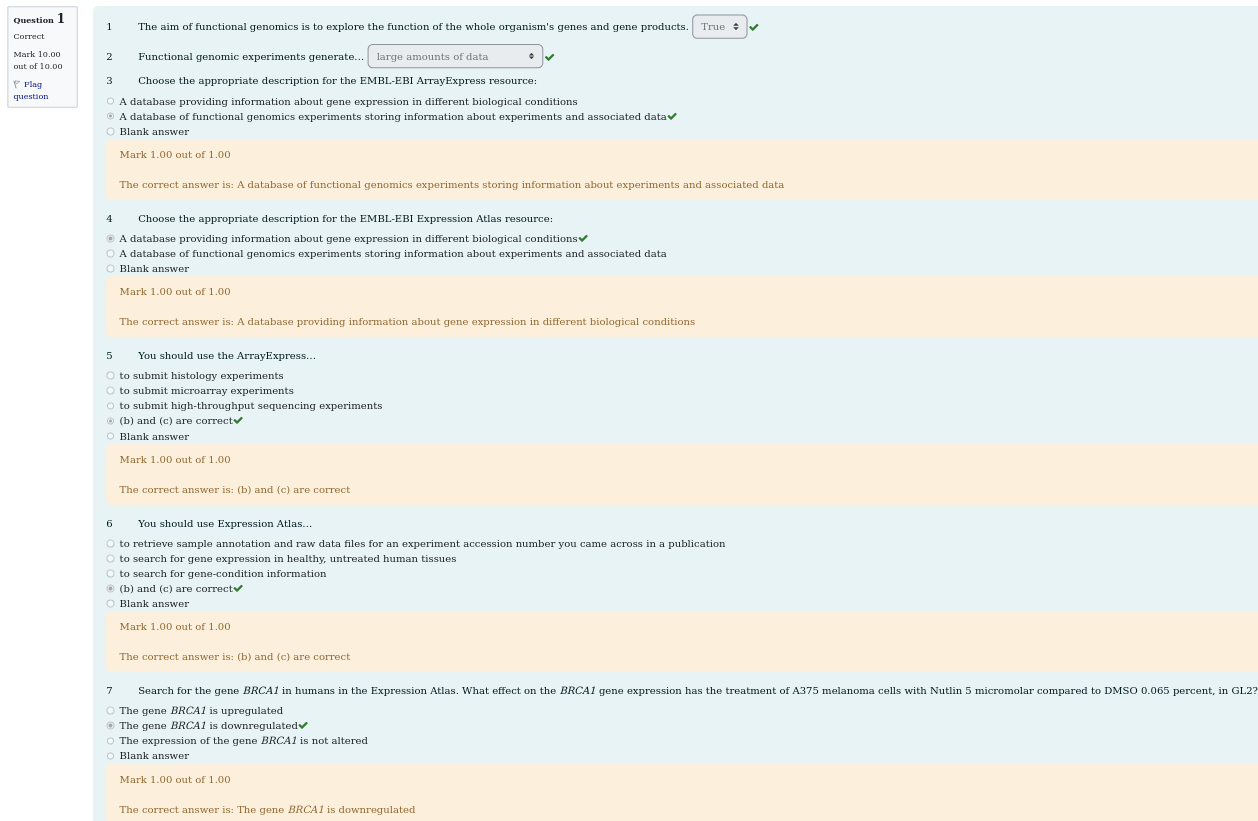 Question 1
Correct
Mark 10.00
out of 10.00
Flag
question
1 The aim of functional genomics is to explore the function of the whole organism's genes and gene products. True
2 Functional genomic experiments generate... large amounts of data
3 Choose the appropriate description for the EMBL-EBI ArrayExpress resource:
A database providing information about gene expression in different biological conditions
A database of functional genomics experiments storing information about experiments and associated data
Blank answer
Mark 1.00 out of 1.00
The correct answer is: A database of functional genomics experiments storing information about experiments and associated data
4 Choose the appropriate description for the EMBL-EBI Expression Atlas resource:
A database providing information about gene expression in different biological conditions
A database of functional genomics experiments storing information about experiments and associated data
Blank answer
Mark 1.00 out of 1.00
The correct answer is: A database providing information about gene expression in different biological conditions
5 You should use the ArrayExpress...
to submit histology experiments
to submit microarray experiments
to submit high-throughput sequencing experiments
(b) and (c) are correct
Blank answer
Mark 1.00 out of 1.00
The correct answer is: (b) and (c) are correct
6 You should use Expression Atlas...
to retrieve sample annotation and raw data files for an experiment accession number you came across in a publication
to search for gene expression in healthy, untreated human tissues
to search for gene-condition information
(b) and (c) are correct
Blank answer
Mark 1.00 out of 1.00
The correct answer is: (b) and (c) are correct
7 Search for the gene BRCA1 in humans in the Expression Atlas. What effect on the BRCA1 gene expression has the treatment of A375 melanoma cells with Nutlin 5 micromolar compared to DMSO 0.065 percent, in GL2?
The gene BRCA1 is upregulated
The gene BRCA1 is downregulated
The expression of the gene BRCA1 is not altered
Blank answer
Mark 1.00 out of 1.00
The correct answer is: The gene BRCA1 is downregulated